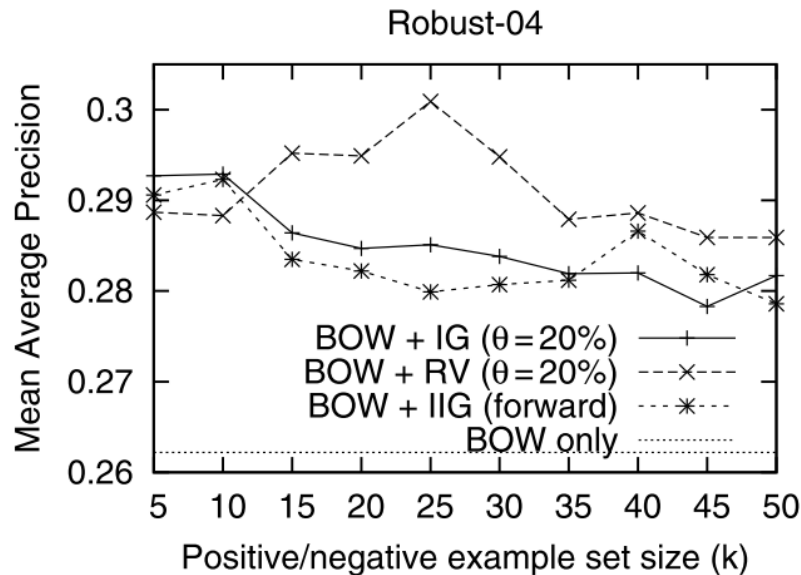 Robust-04
Mean Average Precision
0.3
0.29
0.28
0.27
0.26
BOW + IG (θ = 20%)
BOW + RV (θ = 20%)
BOW + IIG (forward)
BOW only
5 10 15 20 25 30 35 40 45 50
Positive/negative example set size (k)